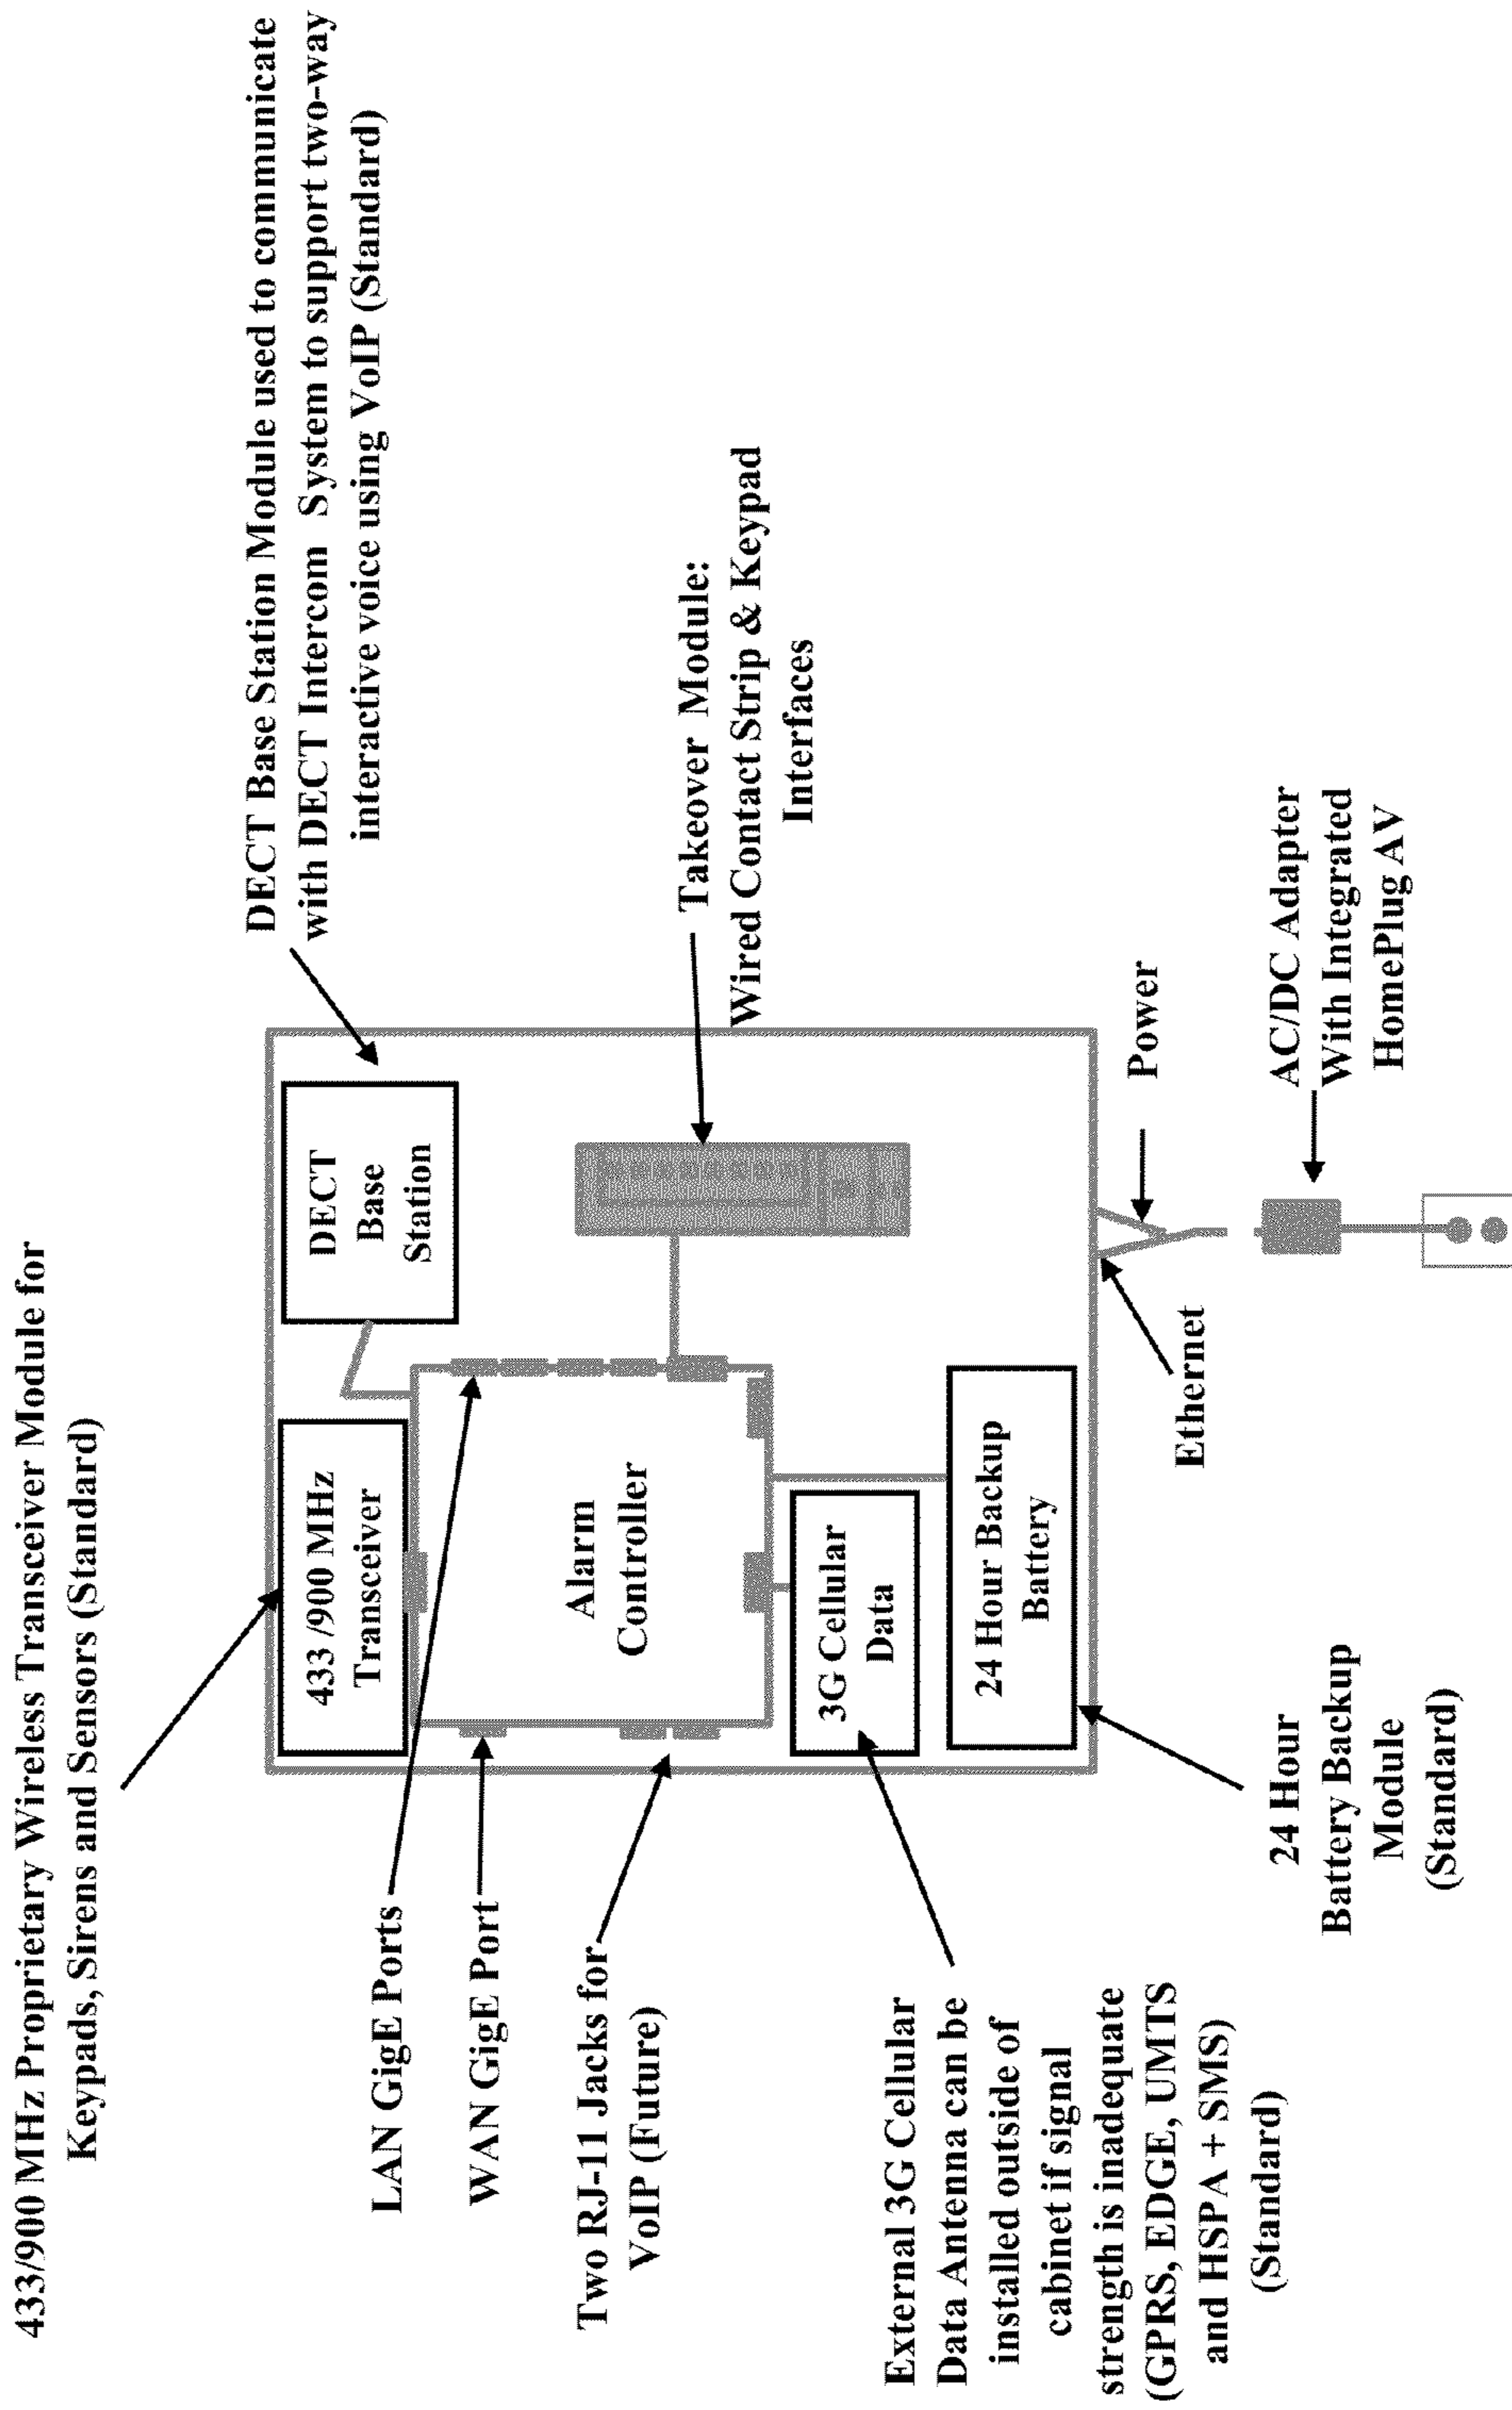 433/900 MHz Proprietary Wireless Transceiver Module for
Keypads, Sirens and Sensors (Standard)
DECT Base Station Module used to communicate
with DECT Intercom System to support two-way
interactive voice using VoIP (Standard)
LAN GigE Ports
WAN GigE Port
Two RJ-11 Jacks for
VoIP (Future)
External 3G Cellular
Data Antenna can be
installed outside of
cabinet if signal
strength is inadequate
(GPRS, EDGE, UMTS
and HSPA + SMS)
(Standard)
433 /900 MHz
Transceiver
DECT
Base
Station
Alarm
Controller
3G Cellular
Data
24 Hour Backup
Battery
Takeover Module:
Wired Contact Strip & Keypad
Interfaces
24 Hour
Battery Backup
Module
(Standard)
Ethernet
Power
AC/DC Adapter
With Integrated
HomePlug AV